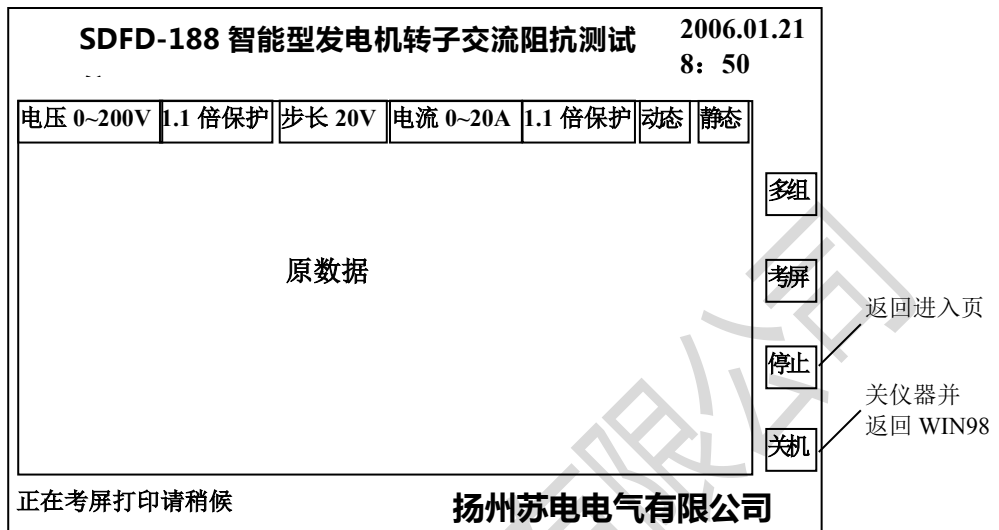 SDFD-188 智能型发电机转子交流阻抗测试
2006.01.21
8：50
电压 0~200V 1.1 倍保护 步长 20V 电流 0~20A 1.1 倍保护 动态 静态
多组
原数据
考屏
返回进入页
停止
关仪器并
返回 WIN98
关机
正在考屏打印请稍候
扬州苏电电气有限公司
有限公司